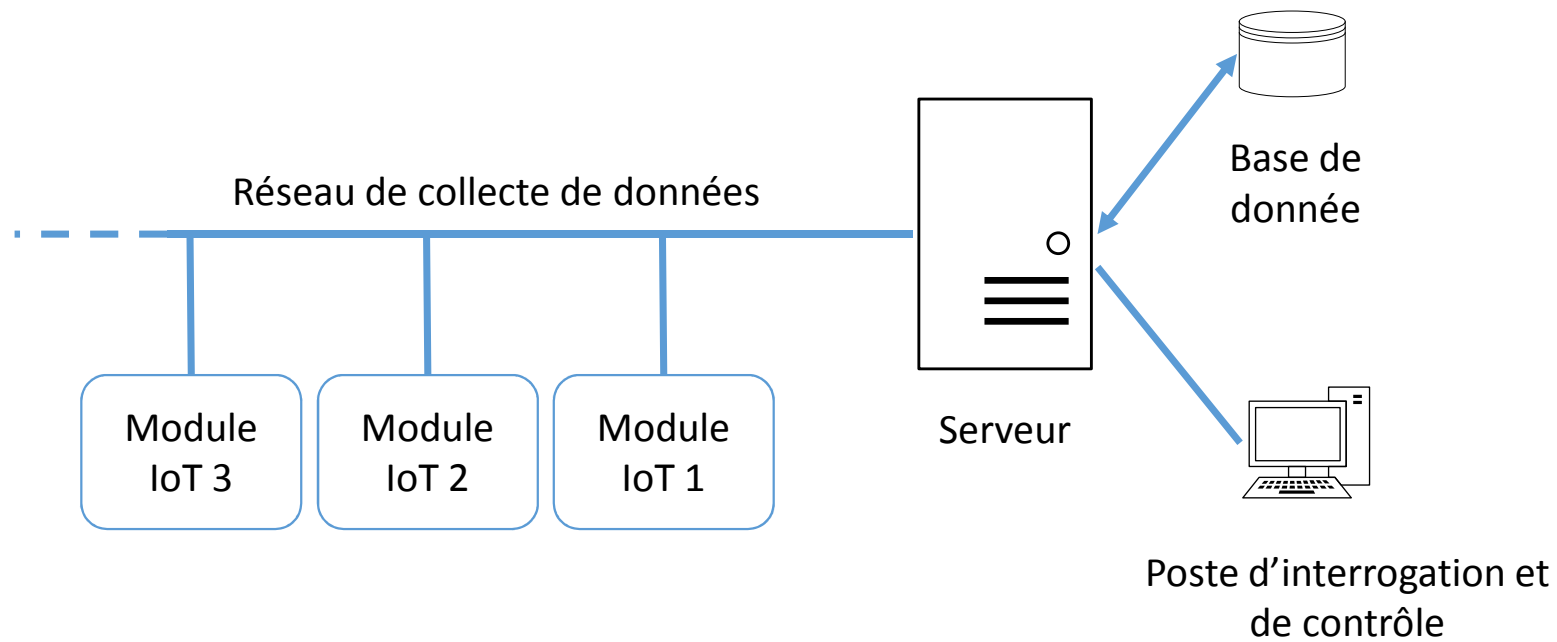 Réseau de collecte de données
Base de
donnée
Module
IoT 3
Module
IoT 2
Module
IoT 1
Serveur
Poste d’interrogation et
de contrôle